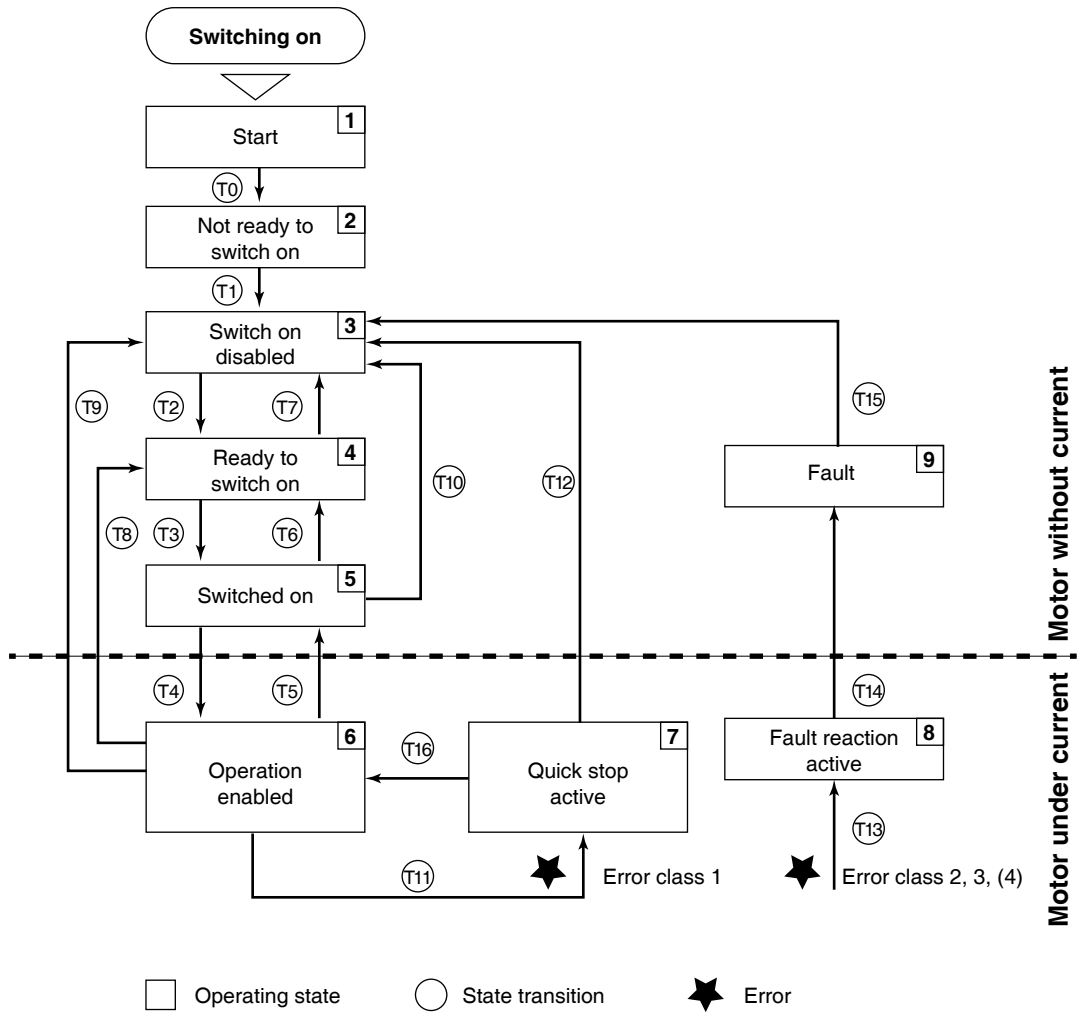 Switching on
1
Start
T0
2
Not ready to
switch on
T1
3
Switch on
disabled
T9
T2
T7
T15
4
Ready to
switch on
9
Fault
T10
T12
T8
T3
T6
5
Switched on
Motor without current
T4
T5
T14
6
Operation
enabled
T16
7
Quick stop
active
8
Fault reaction
active
T13
T11
Error class 1
Error class 2, 3, (4)
Motor under current
Operating state
State transition
Error